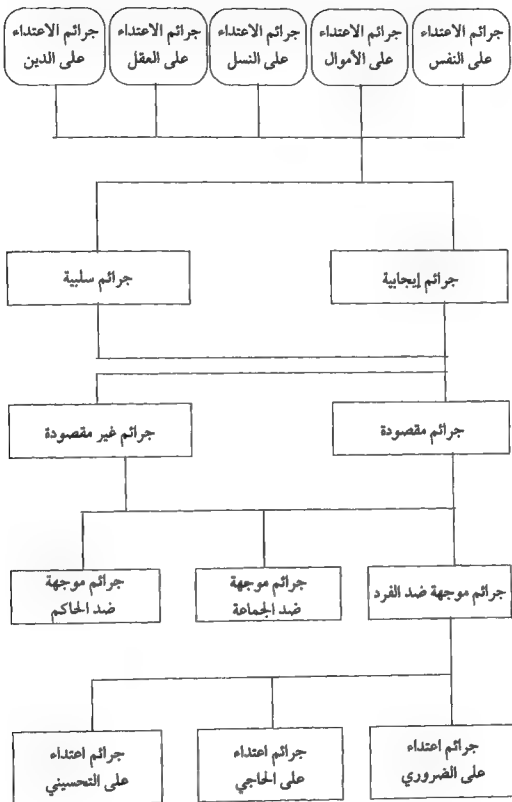 جرائم الاعتداء
على النفس
جرائم الاعتداء
على الأموال
جرائم الاعتداء
على النسل
جرائم الاعتداء
على العقل
جرائم الاعتداء
على الدين
جرائم إيجابية
جرائم سلبية
جرائم مقصودة
جرائم غير مقصودة
جرائم موجهة ضد الفرد
جرائم موجهة
ضد الجماعة
جرائم موجهة
ضد الحاكم
جرائم اعتداء
على الضروري
جرائم اعتداء
على الحاجي
جرائم اعتداء
على التحسيني